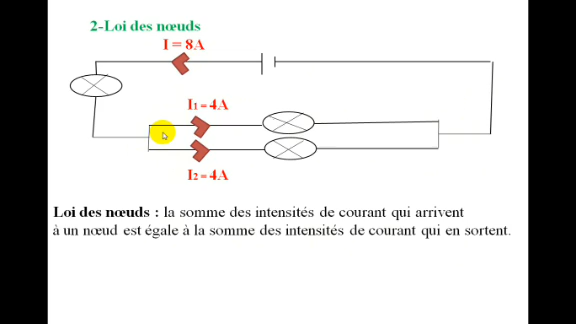 2-Loi des nœuds
I = 8A
I1 = 4A
I2 = 4A
Loi des nœuds : la somme des intensités de courant qui arrivent
à un nœud est égale à la somme des intensités de courant qui en sortent.